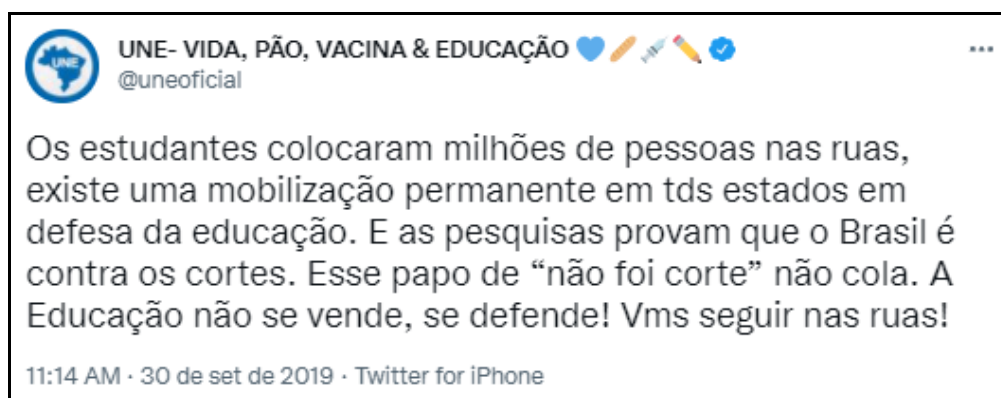 UNE
UNE- VIDA, PÃO, VACINA & EDUCAÇÃO 💙🥖💉✏️
@uneoficial
Os estudantes colocaram milhões de pessoas nas ruas,
existe uma mobilização permanente em tds estados em
defesa da educação. E as pesquisas provam que o Brasil é
contra os cortes. Esse papo de “não foi corte” não cola. A
Educação não se vende, se defende! Vms seguir nas ruas!
11:14 AM · 30 de set de 2019 · Twitter for iPhone